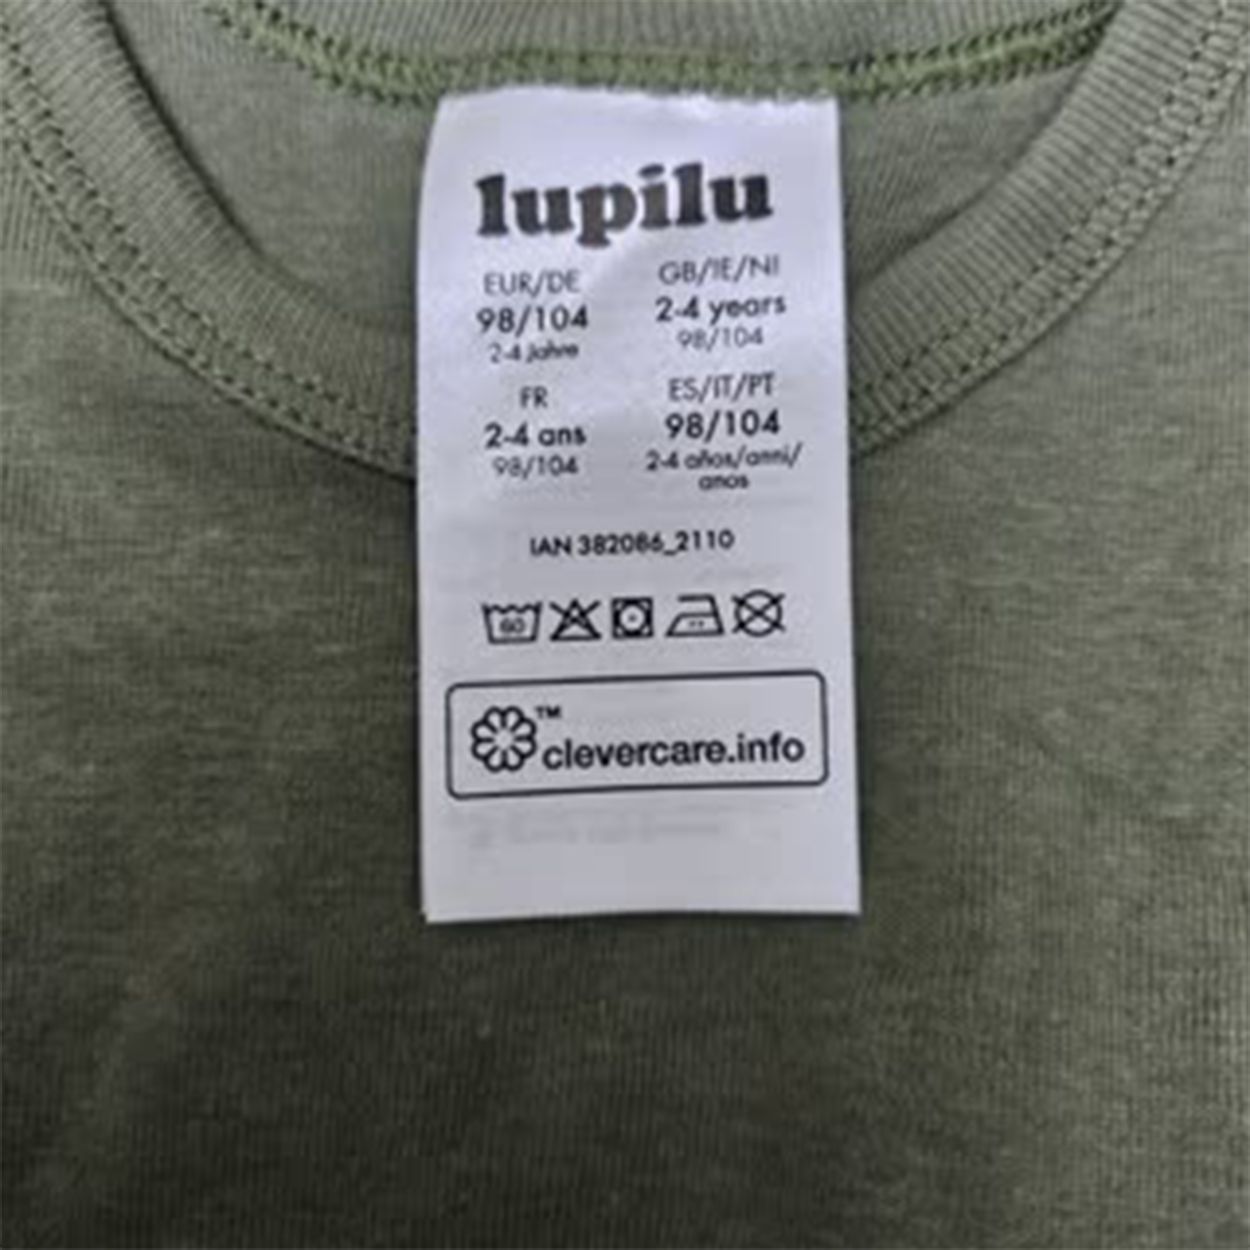 lupilu
EUR/DE
98/104
2-4 Jahre
GB/IE/NI
2-4 years
98/104
FR
2-4 ans
98/104
ES/IT/PT
98/104
2-4 años/anni/
anos
IAN 382086_2110
60
™
clevercare.info